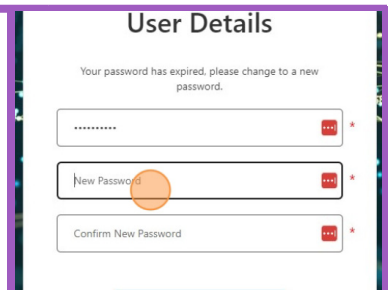 User Details
Your password has expired, please change to a new
password.
•••••••••• *
New Password *
Confirm New Password *